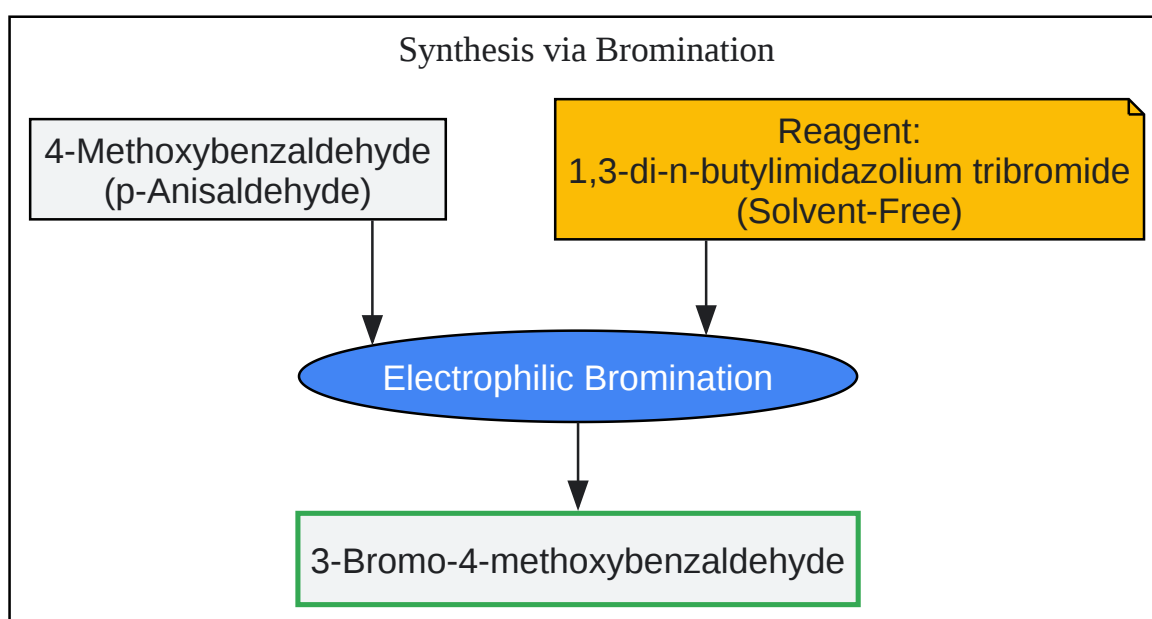 Synthesis via Bromination
4-Methoxybenzaldehyde
(p-Anisaldehyde)
Reagent:
1,3-di-n-butylimidazolium tribromide
(Solvent-Free)
Electrophilic Bromination
3-Bromo-4-methoxybenzaldehyde